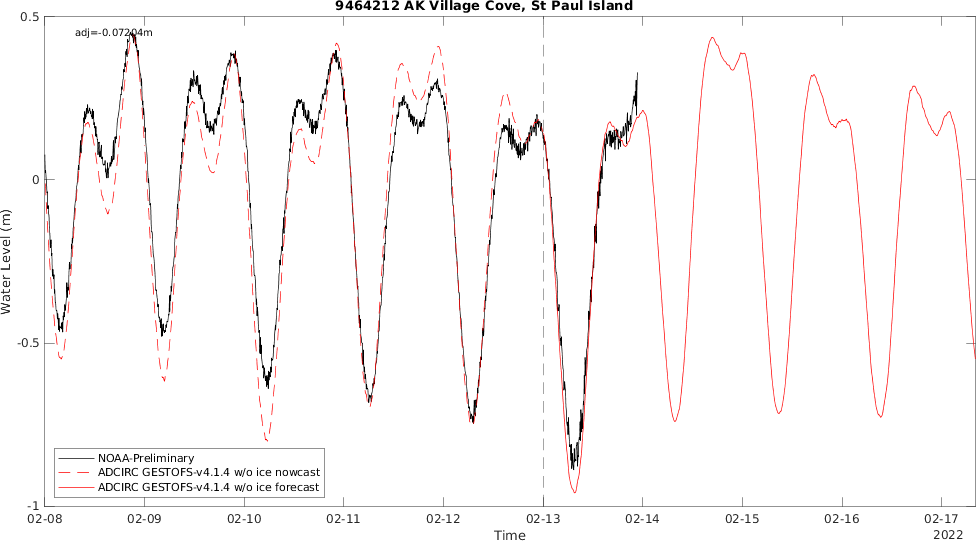 9464212 AK Village Cove, St Paul Island
adj=-0.07204m
0.5
0
-0.5
-1
Water Level (m)
NOAA-Preliminary
ADCIRC GESTOFS-v4.1.4 w/o ice nowcast
ADCIRC GESTOFS-v4.1.4 w/o ice forecast
02-08 02-09 02-10 02-11 02-12 02-13 02-14 02-15 02-16 02-17
Time
2022